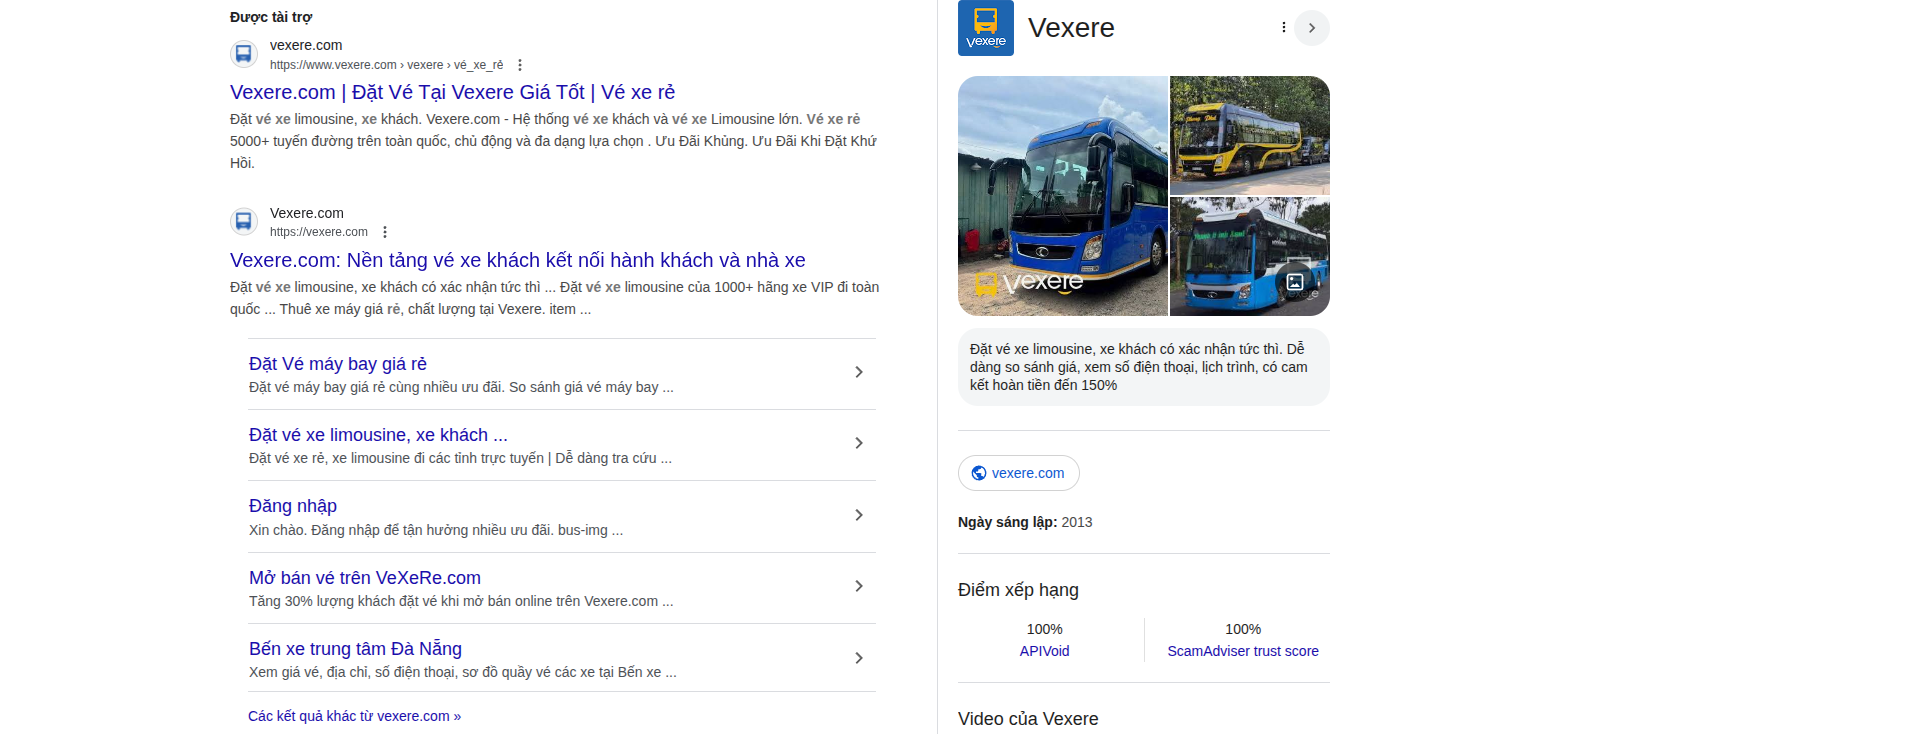 Được tài trợ
vexere.com
https://www.vexere.com › vexere › vé_xe_rẻ
Vexere.com | Đặt Vé Tại Vexere Giá Tốt | Vé xe rẻ
Đặt vé xe limousine, xe khách. Vexere.com - Hệ thống vé xe khách và vé xe Limousine lớn. Vé xe rẻ
5000+ tuyến đường trên toàn quốc, chủ động và đa dạng lựa chọn . Ưu Đãi Khủng. Ưu Đãi Khi Đặt Khứ
Hồi.
Vexere.com
https://vexere.com
Vexere.com: Nền tảng vé xe khách kết nối hành khách và nhà xe
Đặt vé xe limousine, xe khách có xác nhận tức thì ... Đặt vé xe limousine của 1000+ hãng xe VIP đi toàn
quốc ... Thuê xe máy giá rẻ, chất lượng tại Vexere. item ...
Đặt Vé máy bay giá rẻ
Đặt vé máy bay giá rẻ cùng nhiều ưu đãi. So sánh giá vé máy bay ...
Đặt vé xe limousine, xe khách ...
Đặt vé xe rẻ, xe limousine đi các tỉnh trực tuyến | Dễ dàng tra cứu ...
Đăng nhập
Xin chào. Đăng nhập để tận hưởng nhiều ưu đãi. bus-img ...
Mở bán vé trên VeXeRe.com
Tăng 30% lượng khách đặt vé khi mở bán online trên Vexere.com ...
Bến xe trung tâm Đà Nẵng
Xem giá vé, địa chỉ, số điện thoại, sơ đồ quầy vé các xe tại Bến xe ...
Các kết quả khác từ vexere.com »
Vexere
Vexere
Vexere
Vexere
Đặt vé xe limousine, xe khách có xác nhận tức thì. Dễ
dàng so sánh giá, xem số điện thoại, lịch trình, có cam
kết hoàn tiền đến 150%
vexere.com
Ngày sáng lập: 2013
Điểm xếp hạng
100%
APIVoid
100%
ScamAdviser trust score
Video của Vexere